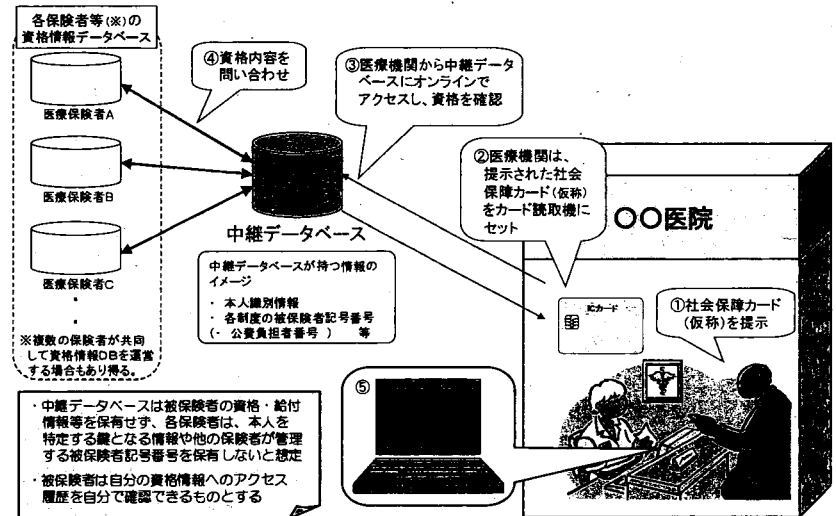 各保険者等(※)の
資格情報データベース
医療保険者A
医療保険者B
医療保険者C
・
・
※複数の保険者が共同
して資格情報DBを運営
する場合もあり得る。
④資格内容を
問い合わせ
③医療機関から中継データ
ベースにオンラインで
アクセスし、資格を確認
②医療機関は、
提示された社会
保障カード(仮称)
をカード読取機に
セット
中継データベース
中継データベースが持つ情報の
イメージ
・ 本人識別情報
・ 各制度の被保険者記号番号
(・ 公費負担者番号 ) 等
〇〇医院
ICカード
①社会保障カード
(仮称)を提示
⑤
・中継データベースは被保険者の資格・給付
情報等を保有せず、各保険者は、本人を
特定する鍵となる情報や他の保険者が管理
する被保険者記号番号を保有しないと想定
・被保険者は自分の資格情報へのアクセス
履歴を自分で確認できるものとする